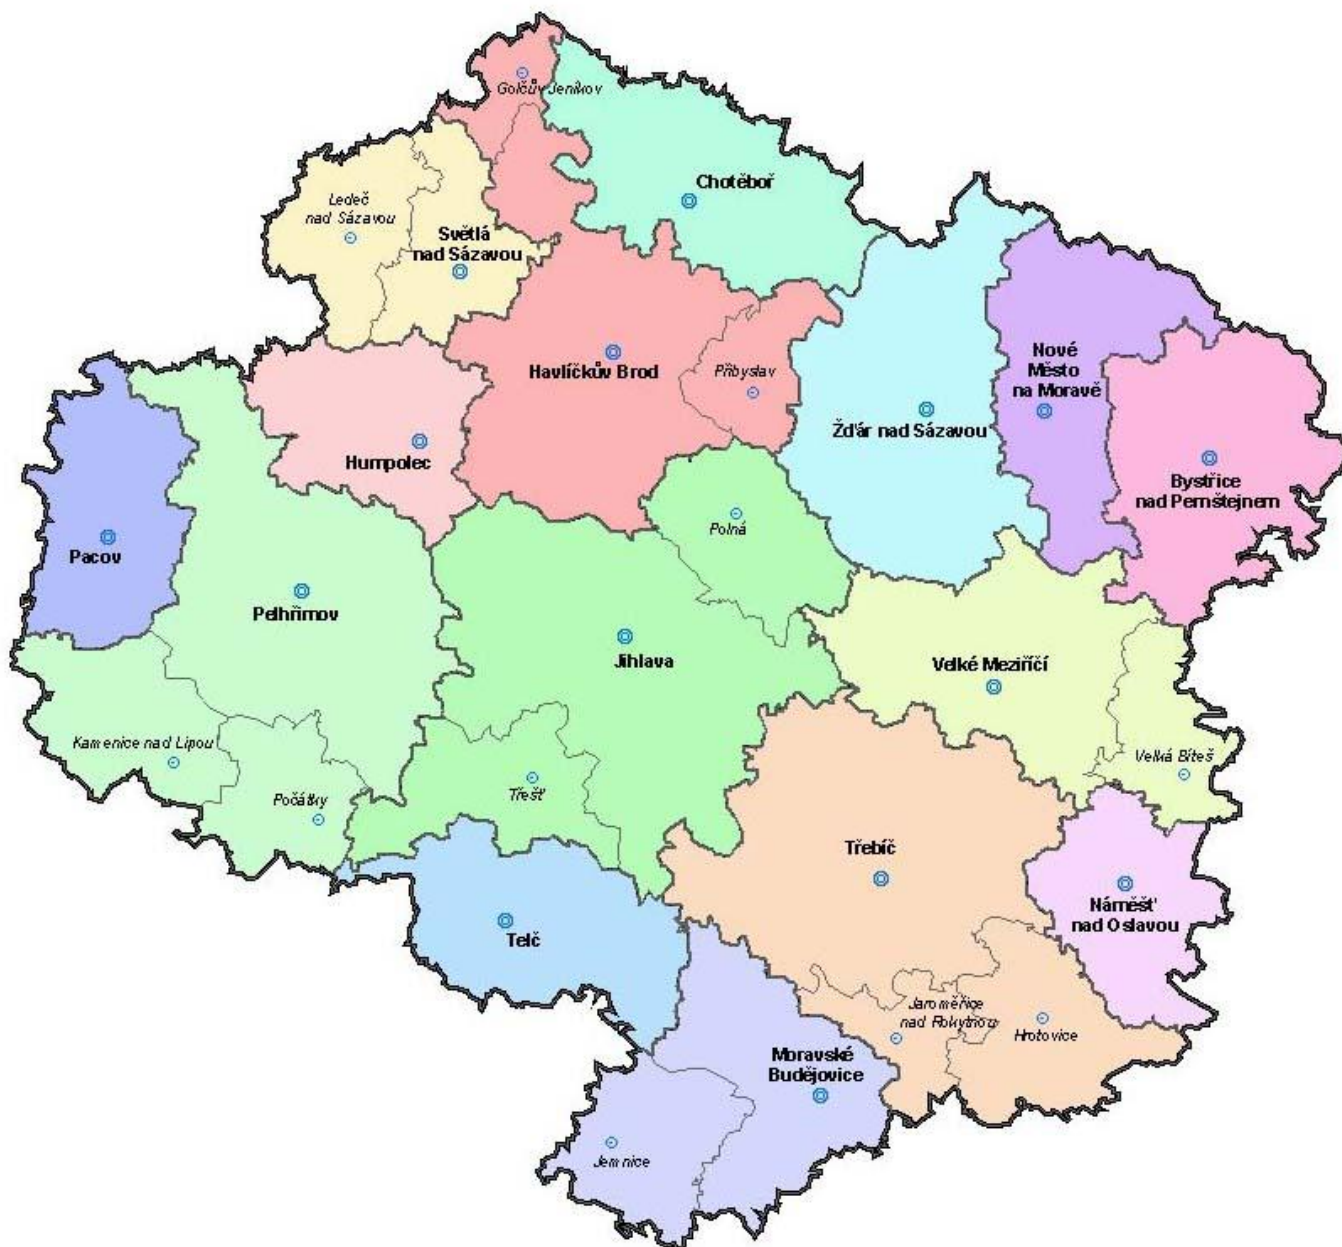 Golčův Jeníkov
Chotěboř
Ledeč
nad Sázavou
Světlá
nad Sázavou
Havlíčkův Brod
Přibyslav
Nové
Město
na Moravě
Žďár nad Sázavou
Humpolec
Bystřice
nad Pernštejnem
Polná
Pacov
Pelhřimov
Jihlava
Velké Meziříčí
Kamenice nad Lipou
Velká Bíteš
Počátky
Třešť
Třebíč
Náměšť
nad Oslavou
Telč
Jaroměřice
nad Rokytnou
Hrotovice
Moravské
Budějovice
Jemnice